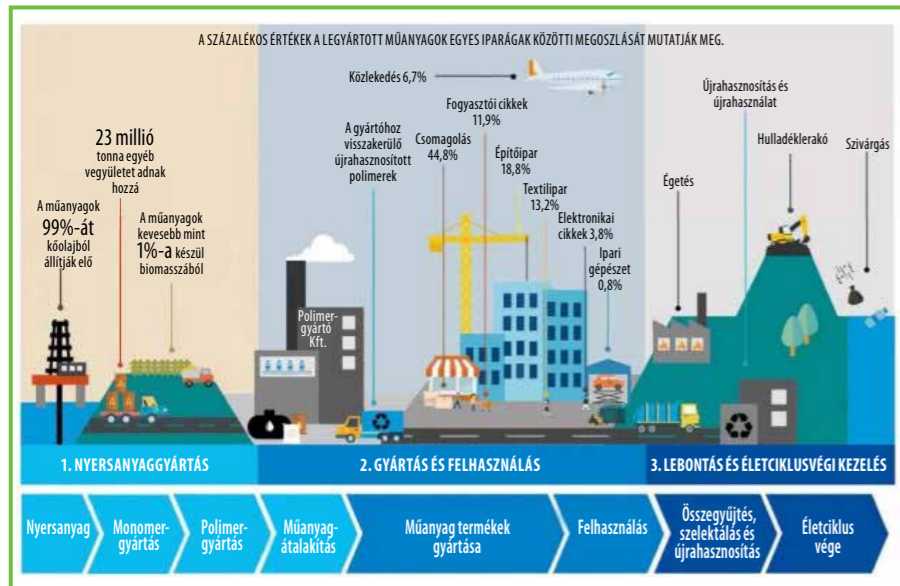 A SZÁZALÉKOS ÉRTÉKEK A LEGYÁRTOTT MŰANYAGOK EGYES IPARÁGAK KÖZÖTTI MEGOSZLÁSÁT MUTATJÁK MEG.
A műanyagok
99%-át
kőolajból
állítják elő
23 millió
tonna egyéb
vegyületet adnak
hozzá
A műanyagok
kevesebb mint
1%-a készül
biomasszából
Közlekedés 6,7%
A gyártóhoz
visszakerülő
újrahasznosított
polimerek
Csomagolás
44,8%
Fogyasztói cikkek
11,9%
Építőipar
18,8%
Textilipar
13,2%
Elektronikai
cikkek 3,8%
Ipari
gépészet
0,8%
Polimer-
gyártó
Kft.
Égetés
Újrahasznosítás és
újrahasználat
Hulladéklerakó
Szivárgás
1. NYERSANYAGGYÁRTÁS
2. GYÁRTÁS ÉS FELHASZNÁLÁS
3. LEBONTÁS ÉS ÉLETCIKLUSVÉGI KEZELÉS
Nyersanyag
Monomer-
gyártás
Polimer-
gyártás
Műanyag-
átalakítás
Műanyag termékek
gyártása
Felhasználás
Összegyűjtés,
szelektálás és
újrahasznosítás
Életciklus
vége